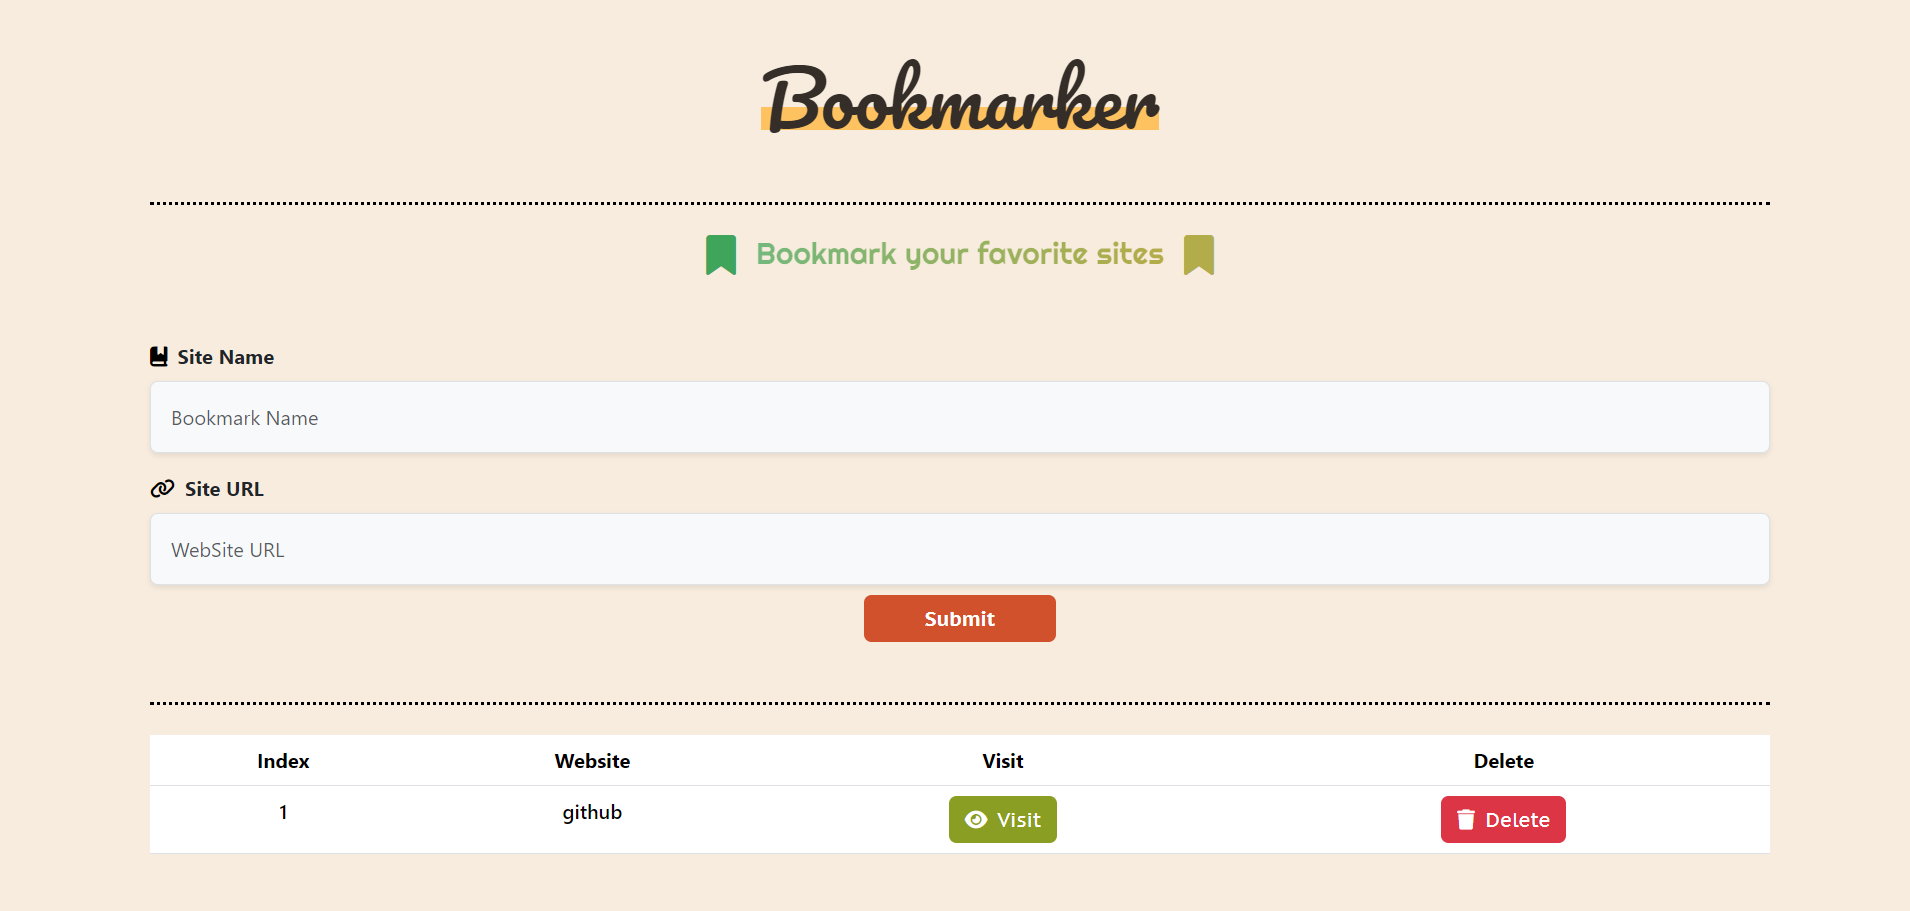 Bookmarker
Bookmark your favorite sites
Site Name
Bookmark Name
Site URL
WebSite URL
Submit
Index Website Visit Delete
1 github Visit Delete